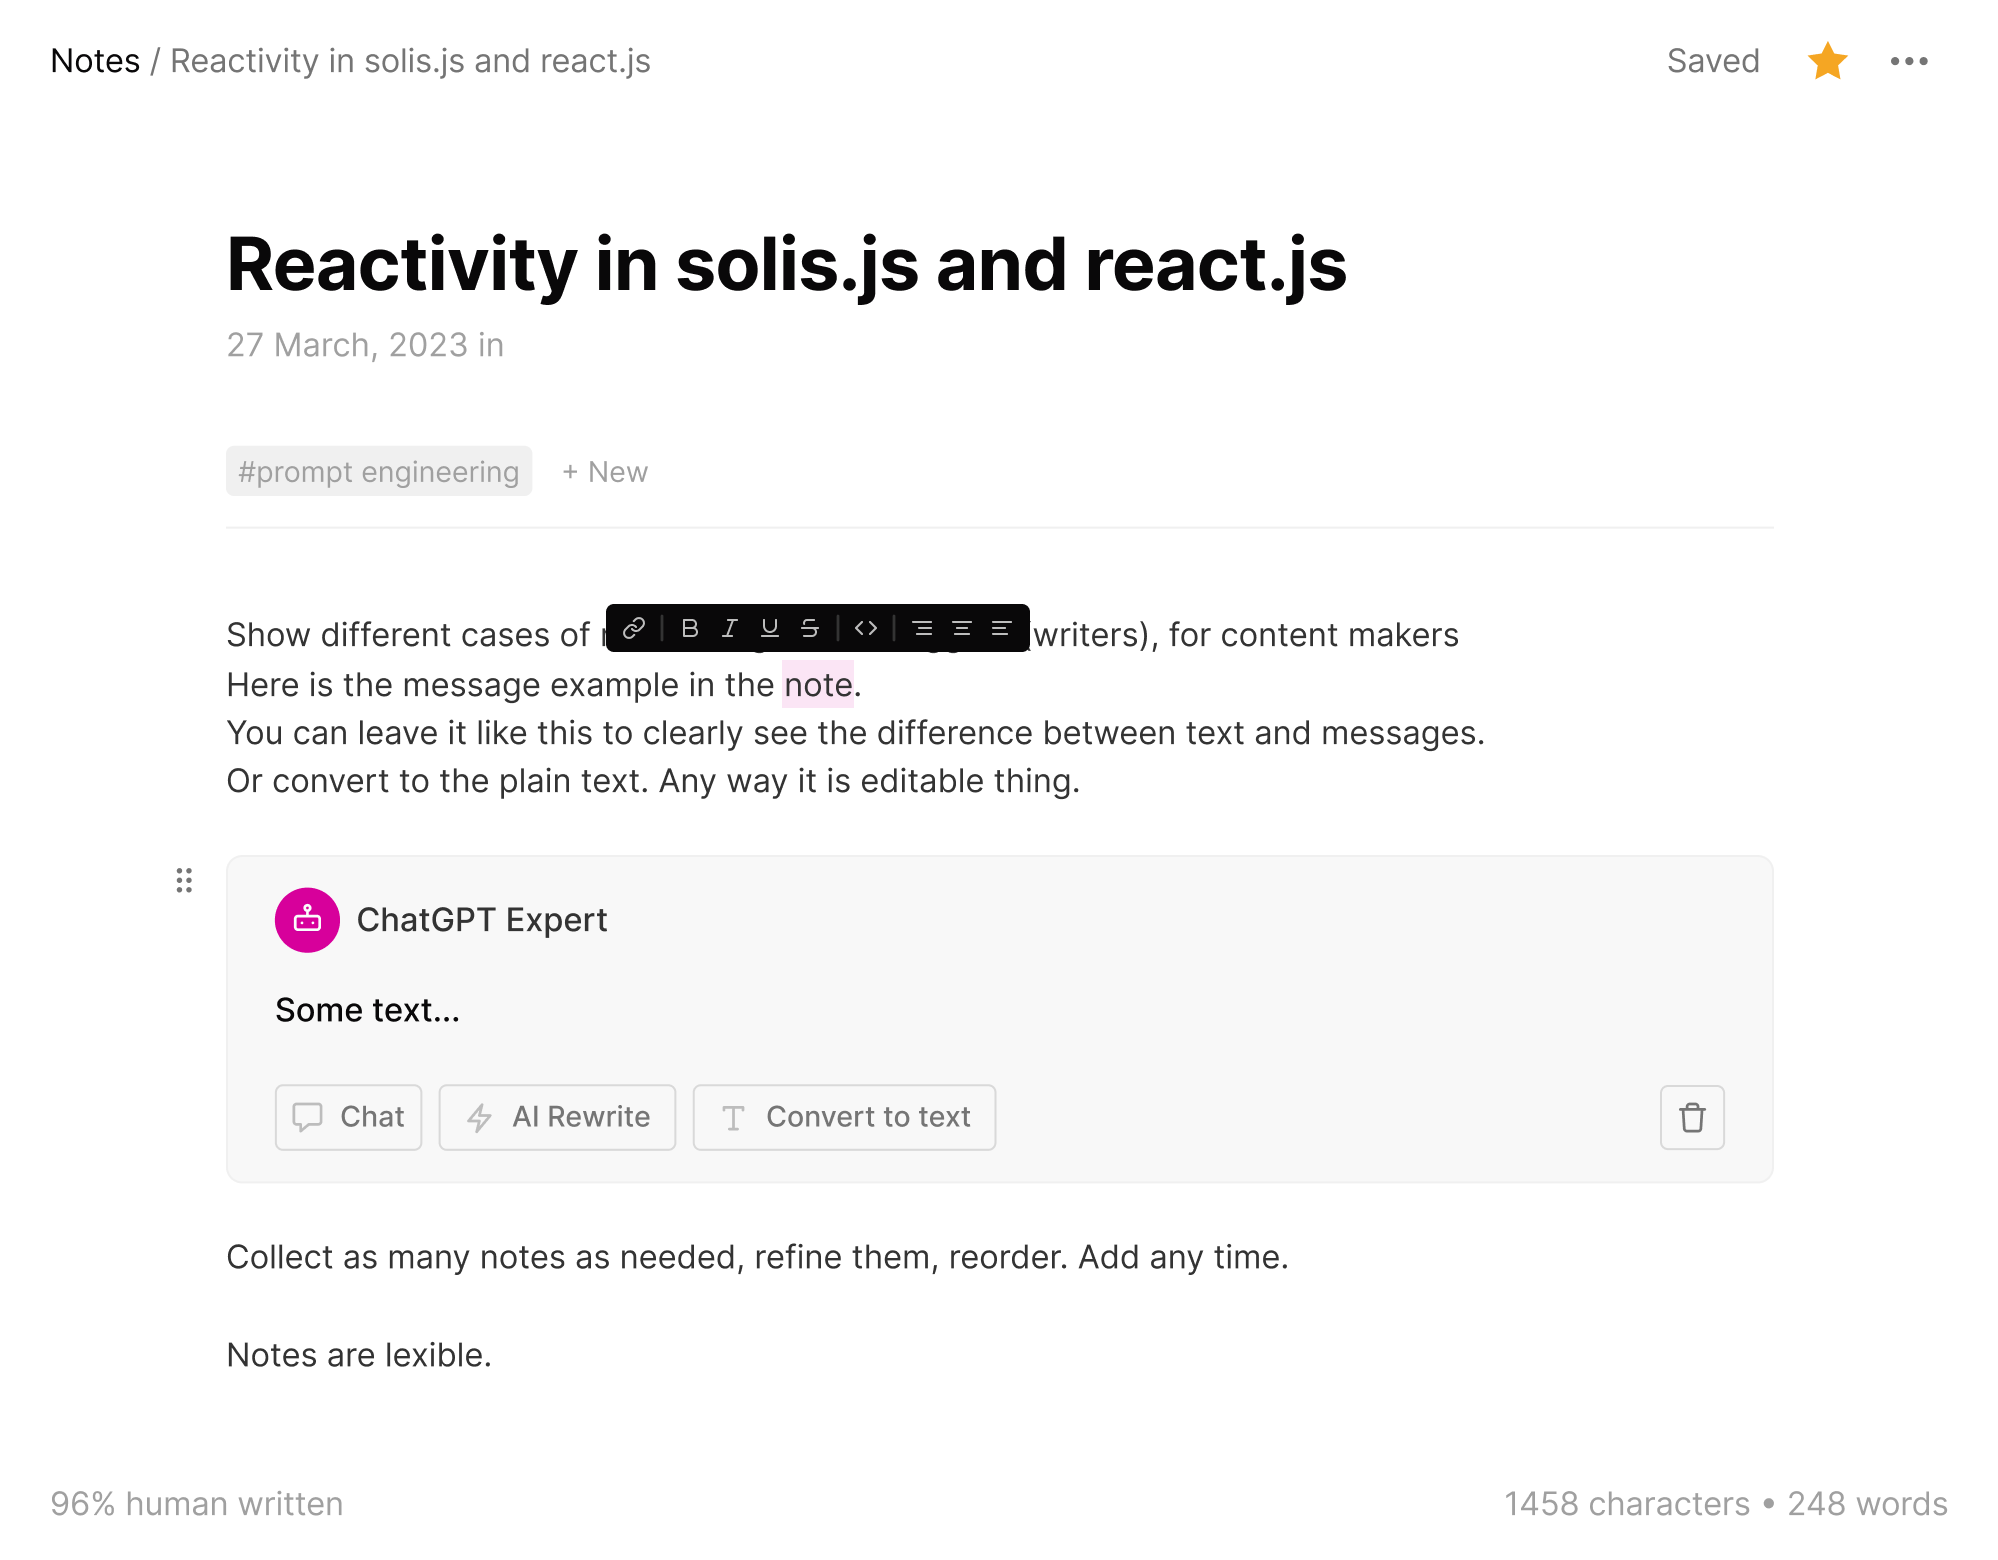 Notes / Reactivity in solis.js and react.js
Saved
Reactivity in solis.js and react.js
27 March, 2023 in
#prompt engineering
+ New
Show different cases of (writers), for content makers
Here is the message example in the note.
You can leave it like this to clearly see the difference between text and messages.
Or convert to the plain text. Any way it is editable thing.
ChatGPT Expert
Some text...
Chat
AI Rewrite
Convert to text
Collect as many notes as needed, refine them, reorder. Add any time.
Notes are lexible.
96% human written
1458 characters • 248 words